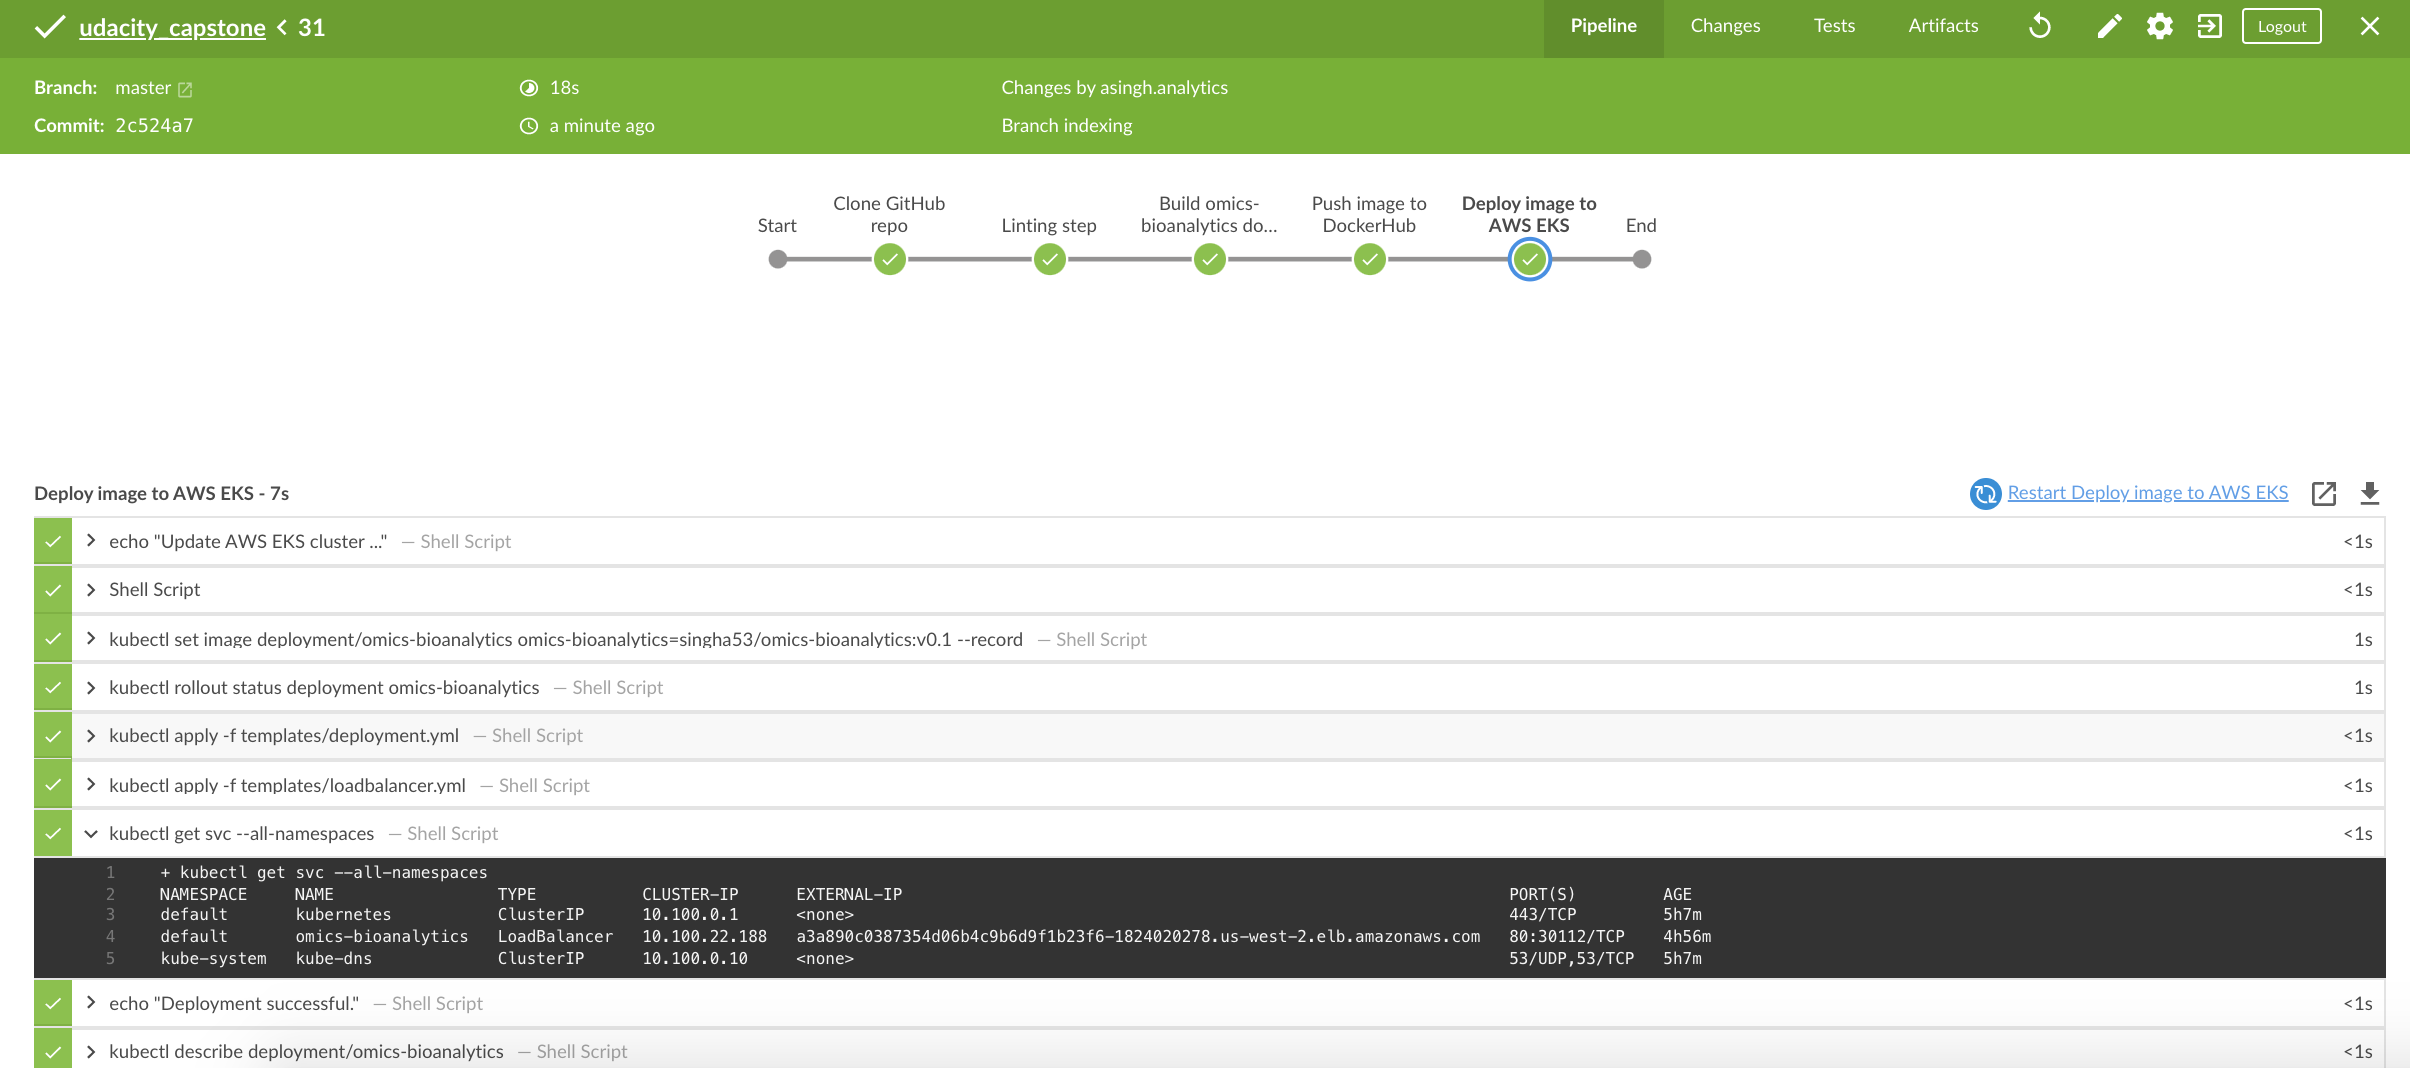 udacity_capstone < 31
Pipeline
Changes
Tests
Artifacts
Logout
Branch: master
18s
Changes by asingh.analytics
Commit: 2c524a7
a minute ago
Branch indexing
Start
Clone GitHub
repo
Linting step
Build omics-
bioanalytics do...
Push image to
DockerHub
Deploy image to
AWS EKS
End
Deploy image to AWS EKS - 7s
Restart Deploy image to AWS EKS
echo "Update AWS EKS cluster ..." — Shell Script <1s
Shell Script <1s
kubectl set image deployment/omics-bioanalytics omics-bioanalytics=singha53/omics-bioanalytics:v0.1 --record — Shell Script 1s
kubectl rollout status deployment omics-bioanalytics — Shell Script 1s
kubectl apply -f templates/deployment.yml — Shell Script <1s
kubectl apply -f templates/loadbalancer.yml — Shell Script <1s
kubectl get svc --all-namespaces — Shell Script <1s
1 + kubectl get svc --all-namespaces
2 NAMESPACE NAME TYPE CLUSTER-IP EXTERNAL-IP PORT(S) AGE
3 default kubernetes ClusterIP 10.100.0.1 <none> 443/TCP 5h7m
4 default omics-bioanalytics LoadBalancer 10.100.22.188 a3a890c0387354d06b4c9b6d9f1b23f6-1824020278.us-west-2.elb.amazonaws.com 80:30112/TCP 4h56m
5 kube-system kube-dns ClusterIP 10.100.0.10 <none> 53/UDP,53/TCP 5h7m
echo "Deployment successful." — Shell Script <1s
kubectl describe deployment/omics-bioanalytics — Shell Script <1s